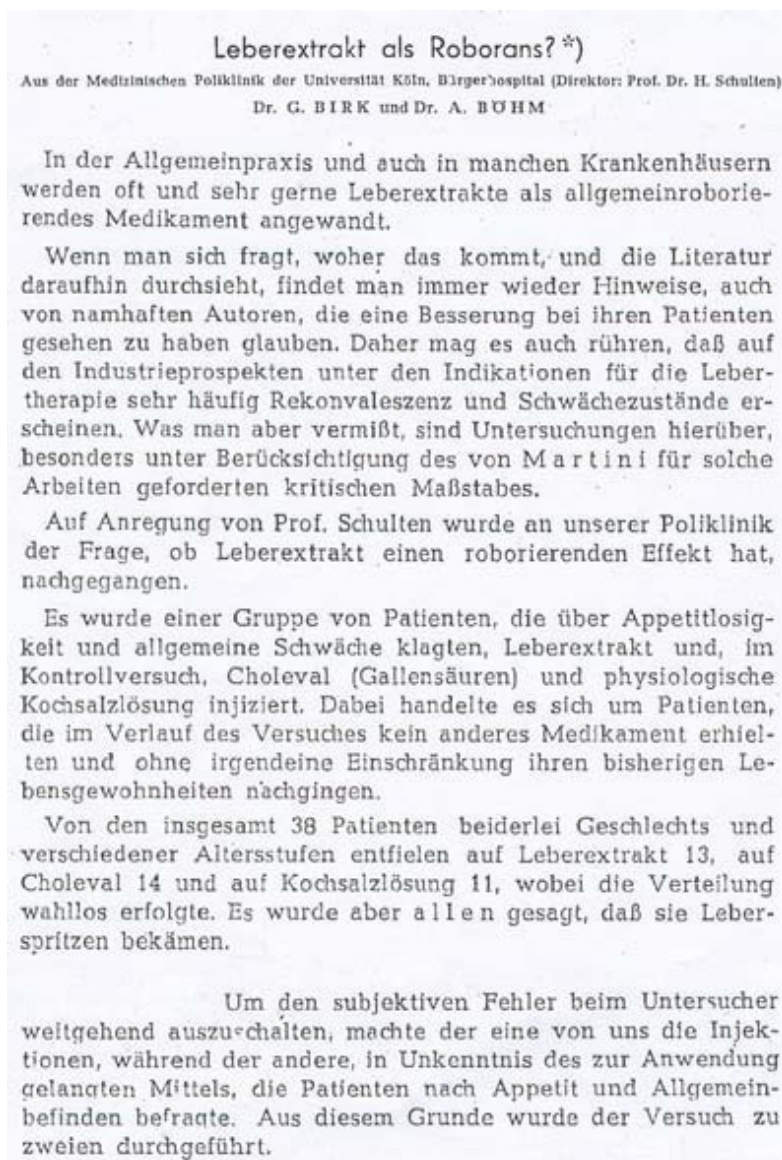 Leberextrakt als Roborans? *)
Aus der Medizinischen Poliklinik der Universität Köln, Bürgerhospital (Direktor: Prof. Dr. H. Schulten)
Dr. G. BIRK und Dr. A. BÖHM
In der Allgemeinpraxis und auch in manchen Krankenhäusern
werden oft und sehr gerne Leberextrakte als allgemeinroborie-
rendes Medikament angewandt.
Wenn man sich fragt, woher das kommt, und die Literatur
daraufhin durchsieht, findet man immer wieder Hinweise, auch
von namhaften Autoren, die eine Besserung bei ihren Patienten
gesehen zu haben glauben. Daher mag es auch rühren, daß auf
den Industrieprospekten unter den Indikationen für die Leber-
therapie sehr häufig Rekonvaleszenz und Schwächezustände er-
scheinen. Was man aber vermißt, sind Untersuchungen hierüber,
besonders unter Berücksichtigung des von Martini für solche
Arbeiten geforderten kritischen Maßstabes.
Auf Anregung von Prof. Schulten wurde an unserer Poliklinik
der Frage, ob Leberextrakt einen roborierenden Effekt hat,
nachgegangen.
Es wurde einer Gruppe von Patienten, die über Appetitlosig-
keit und allgemeine Schwäche klagten, Leberextrakt und, im
Kontrollversuch, Choleval (Gallensäuren) und physiologische
Kochsalzlösung injiziert. Dabei handelte es sich um Patienten,
die im Verlauf des Versuches kein anderes Medikament erhiel-
ten und ohne irgendeine Einschränkung ihren bisherigen Le-
bensgewohnheiten nachgingen.
Von den insgesamt 38 Patienten beiderlei Geschlechts und
verschiedener Altersstufen entfielen auf Leberextrakt 13, auf
Choleval 14 und auf Kochsalzlösung 11, wobei die Verteilung
wahllos erfolgte. Es wurde aber allen gesagt, daß sie Leber-
spritzen bekämen.
Um den subjektiven Fehler beim Untersucher
weitgehend auszuschalten, machte der eine von uns die Injek-
tionen, während der andere, in Unkenntnis des zur Anwendung
gelangten Mittels, die Patienten nach Appetit und Allgemein-
befinden befragte. Aus diesem Grunde wurde der Versuch zu
zweien durchgeführt.